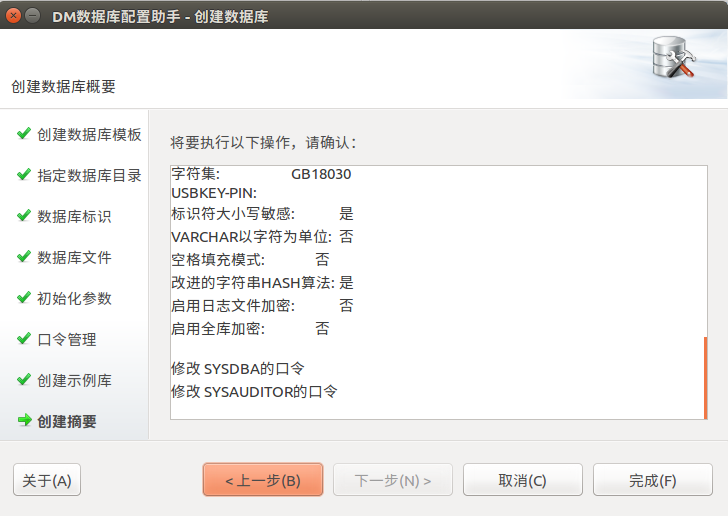 DM数据库配置助手 - 创建数据库
创建数据库概要
创建数据库模板
指定数据库目录
数据库标识
数据库文件
初始化参数
口令管理
创建示例库
创建摘要
将要执行以下操作，请确认：
字符集: GB18030
USBKEY-PIN:
标识符大小写敏感: 是
VARCHAR以字符为单位: 否
空格填充模式: 否
改进的字符串HASH算法: 是
启用日志文件加密: 否
启用全库加密: 否
修改 SYSDBA的口令
修改 SYSAUDITOR的口令
关于(A)
< 上一步(B)
下一步(N) >
取消(C)
完成(F)